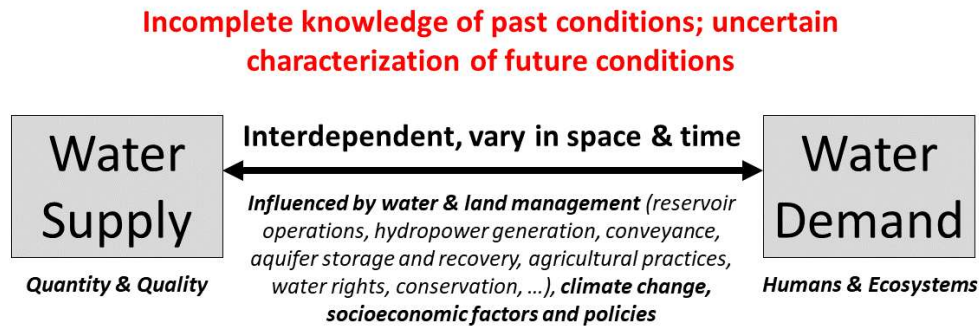 Incomplete knowledge of past conditions; uncertain
characterization of future conditions
Water
Supply
Quantity & Quality
Interdependent, vary in space & time
Influenced by water & land management (reservoir
operations, hydropower generation, conveyance,
aquifer storage and recovery, agricultural practices,
water rights, conservation, ...), climate change,
socioeconomic factors and policies
Water
Demand
Humans & Ecosystems